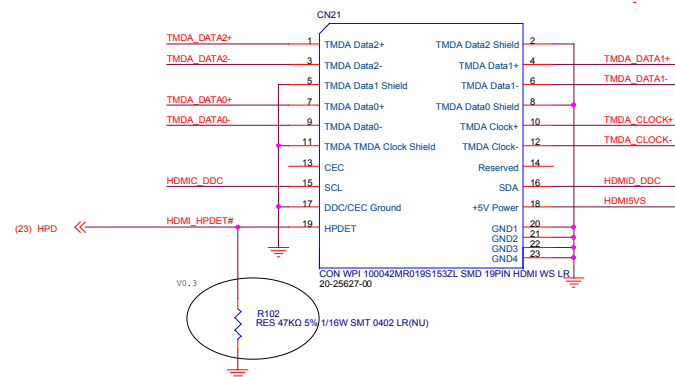 CN21
TMDA_DATA2+ 1 TMDA Data2+ TMDA Data2 Shield 2
TMDA_DATA2- 3 TMDA Data2- TMDA Data1+ 4 TMDA_DATA1+
5 TMDA Data1 Shield TMDA Data1- 6 TMDA_DATA1-
TMDA_DATA0+ 7 TMDA Data0+ TMDA Data0 Shield 8
TMDA_DATA0- 9 TMDA Data0- TMDA Clock+ 10 TMDA_CLOCK+
11 TMDA TMDA Clock Shield TMDA Clock- 12 TMDA_CLOCK-
13 CEC Reserved 14
HDMIC_DDC 15 SCL SDA 16 HDMID_DDC
17 DDC/CEC Ground +5V Power 18 HDMI5VS
(23) HPD HDMI_HPDET# 19 HPDET GND1 20
GND2 21
GND3 22
GND4 23
CON WPI 100042MR019S153ZL SMD 19PIN HDMI WS LR
20-25627-00
V0.3
R102
RES 47KΩ 5% 1/16W SMT 0402 LR(NU)